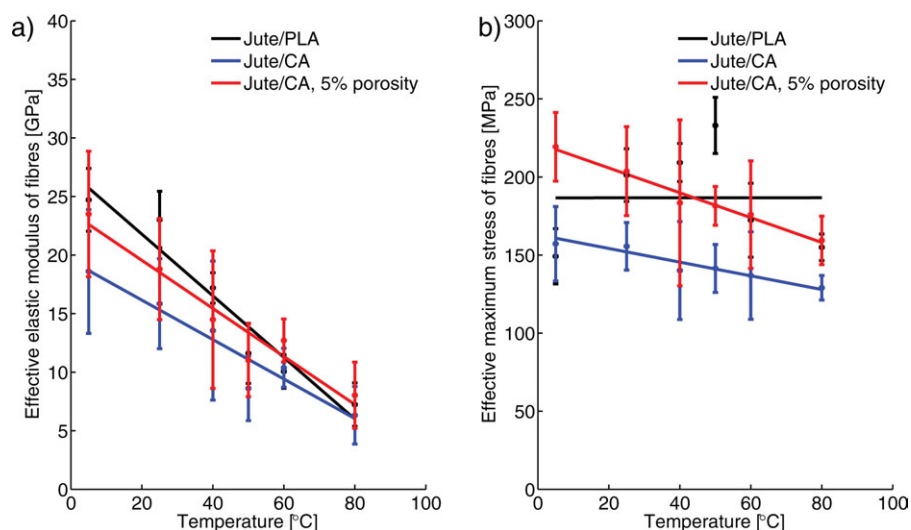 a)
Effective elastic modulus of fibres [GPa]
40
35
30
25
20
15
10
5
0
Jute/PLA
Jute/CA
Jute/CA, 5% porosity
0 20 40 60 80 100
Temperature [°C]
b)
Effective maximum stress of fibres [MPa]
300
250
200
150
100
50
0
Jute/PLA
Jute/CA
Jute/CA, 5% porosity
0 20 40 60 80 100
Temperature [°C]